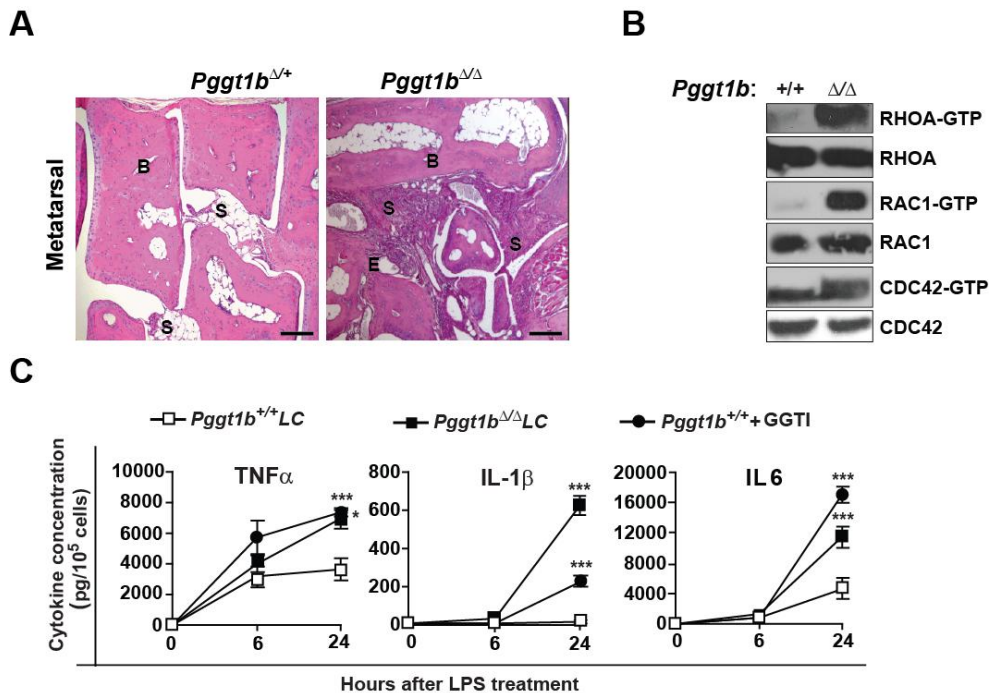 A
Pggt1bΔ/+
Pggt1bΔ/Δ
Metatarsal
B
S
S
B
S
S
E
B
Pggt1b: +/+ Δ/Δ
RHOA-GTP
RHOA
RAC1-GTP
RAC1
CDC42-GTP
CDC42
C
Pggt1b+/+LC
Pggt1bΔ/ΔLC
Pggt1b+/++ GGTI
Cytokine concentration
(pg/10⁵ cells)
TNFα
10000
8000
6000
4000
2000
0
0 6 24
***
*
IL-1β
800
600
400
200
0
0 6 24
***
***
IL6
20000
16000
12000
8000
4000
0
0 6 24
***
***
Hours after LPS treatment